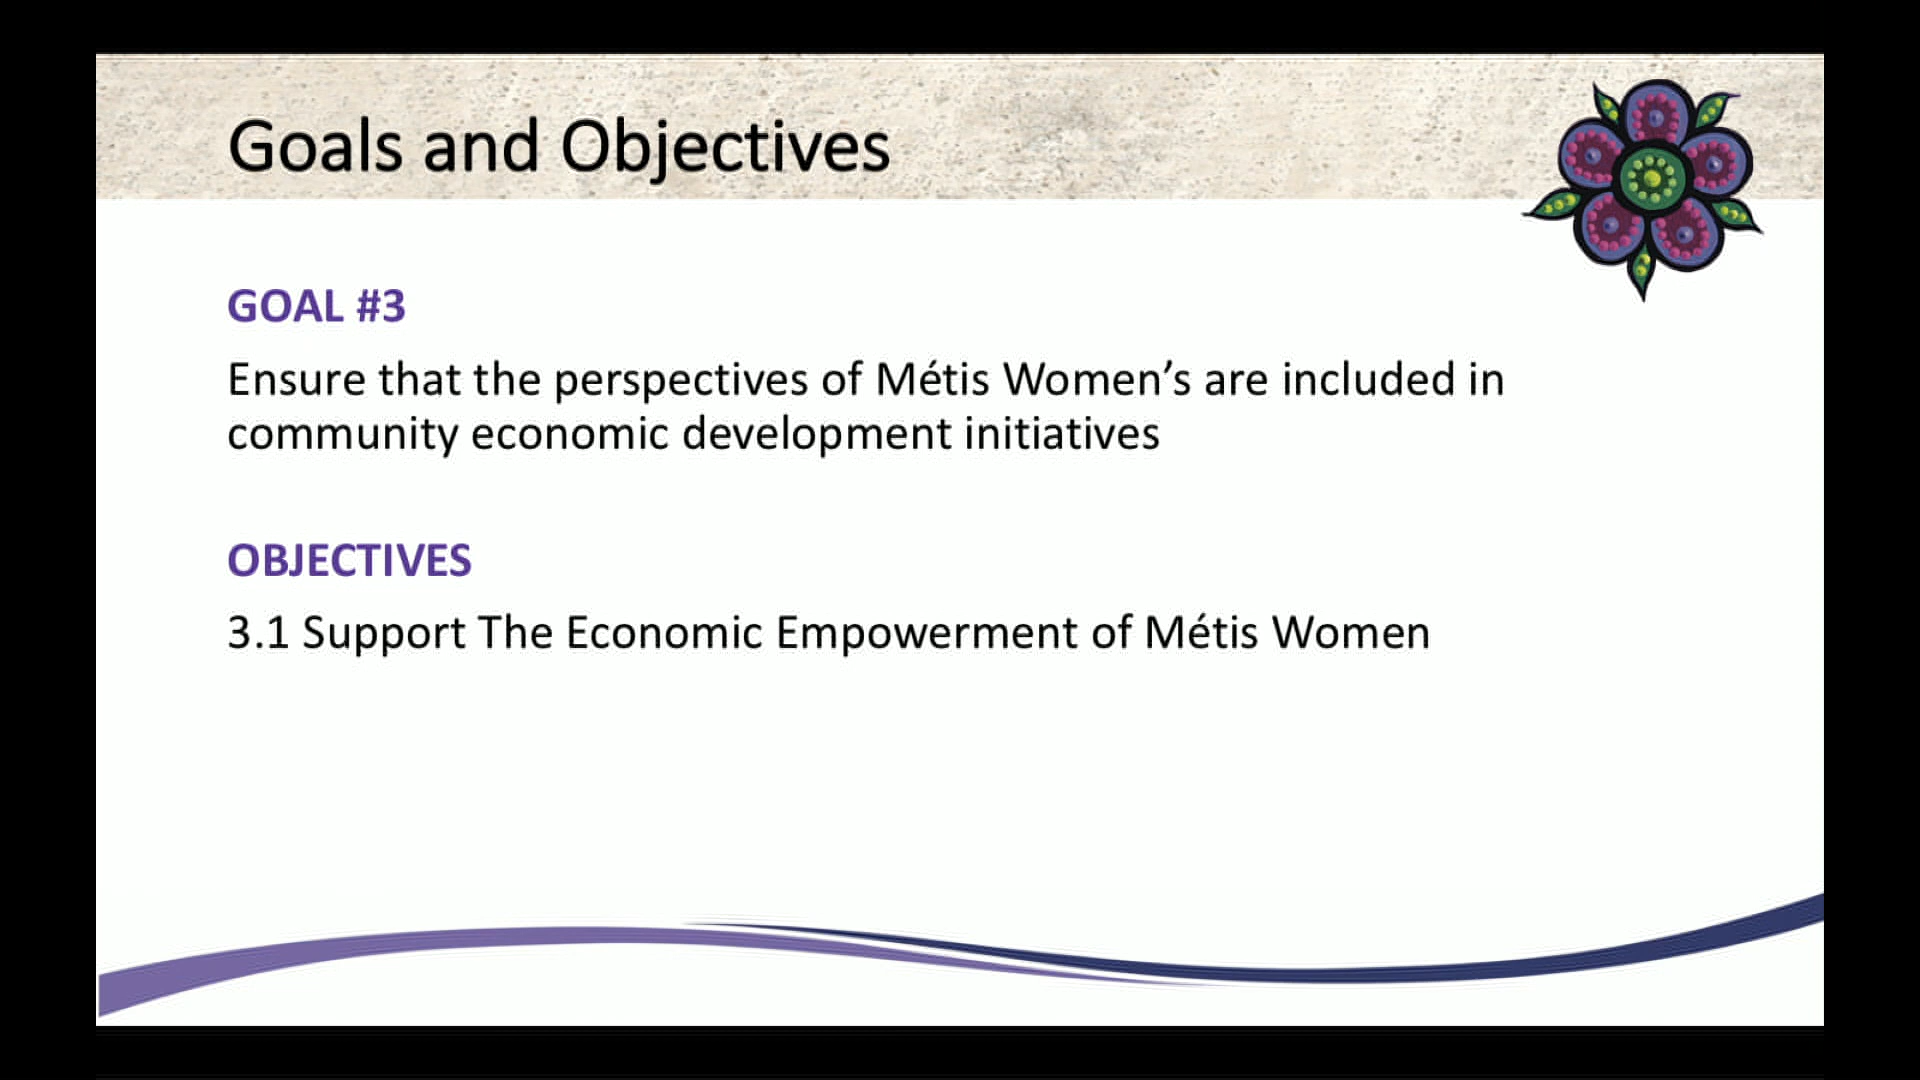 Goals and Objectives
GOAL #3
Ensure that the perspectives of Métis Women’s are included in
community economic development initiatives
OBJECTIVES
3.1 Support The Economic Empowerment of Métis Women